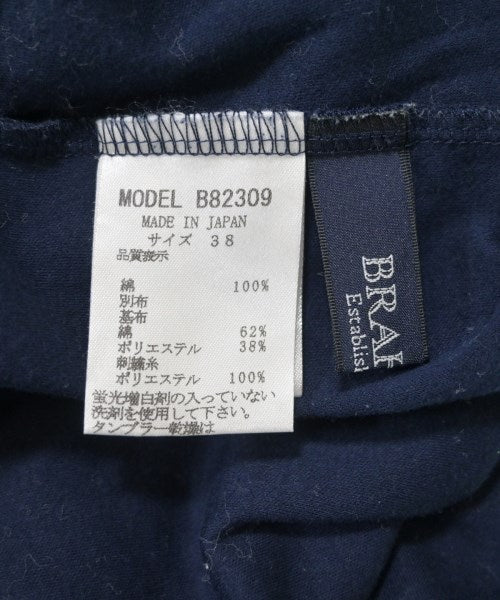 MODEL B82309
MADE IN JAPAN
サイズ 38
品質表示
綿 100%
別布
基布
綿 62%
ポリエステル 38%
刺繍糸
ポリエステル 100%
蛍光増白剤の入っていない
洗剤を使用して下さい。
タンブラー乾燥は
BRAH
Establis